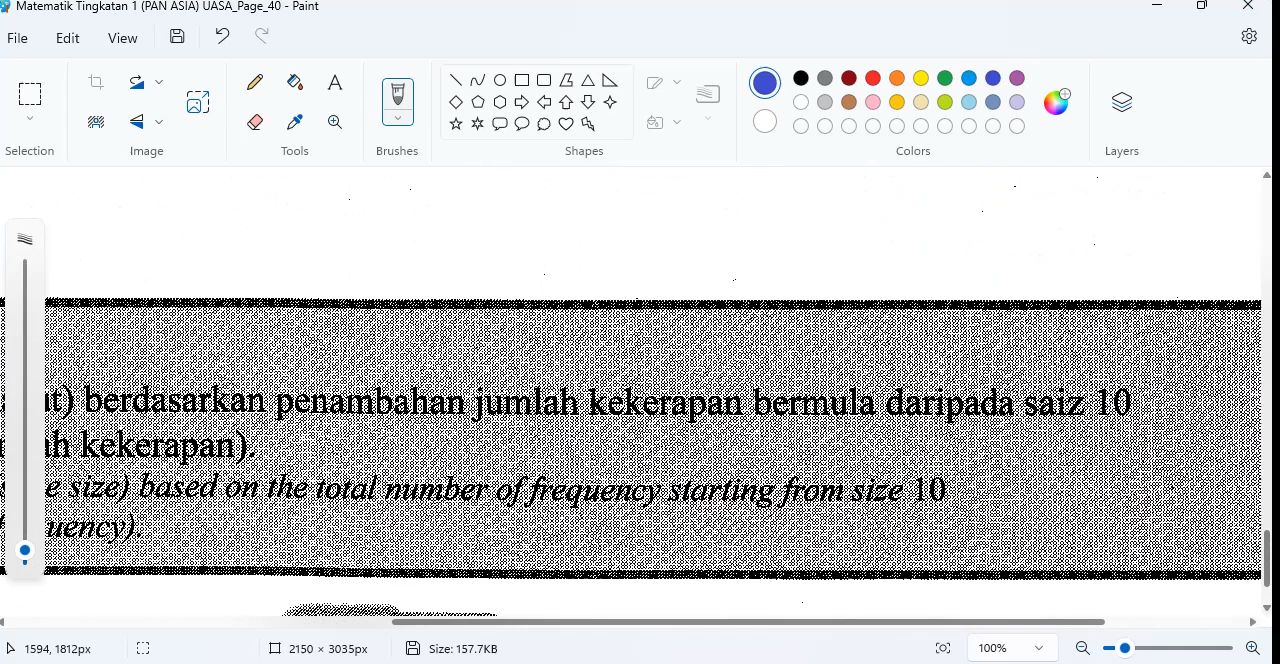 Matematik Tingkatan 1 (PAN ASIA) UASA_Page_40 - Paint
File Edit View
Selection Image Tools Brushes Shapes Colors Layers
berdasarkan penambahan jumlah kekerapan bermula daripada saiz 10
kekerapan).
size) based on the total number of frequency starting from size 10
1594, 1812px 2150 × 3035px Size: 157.7KB 100%